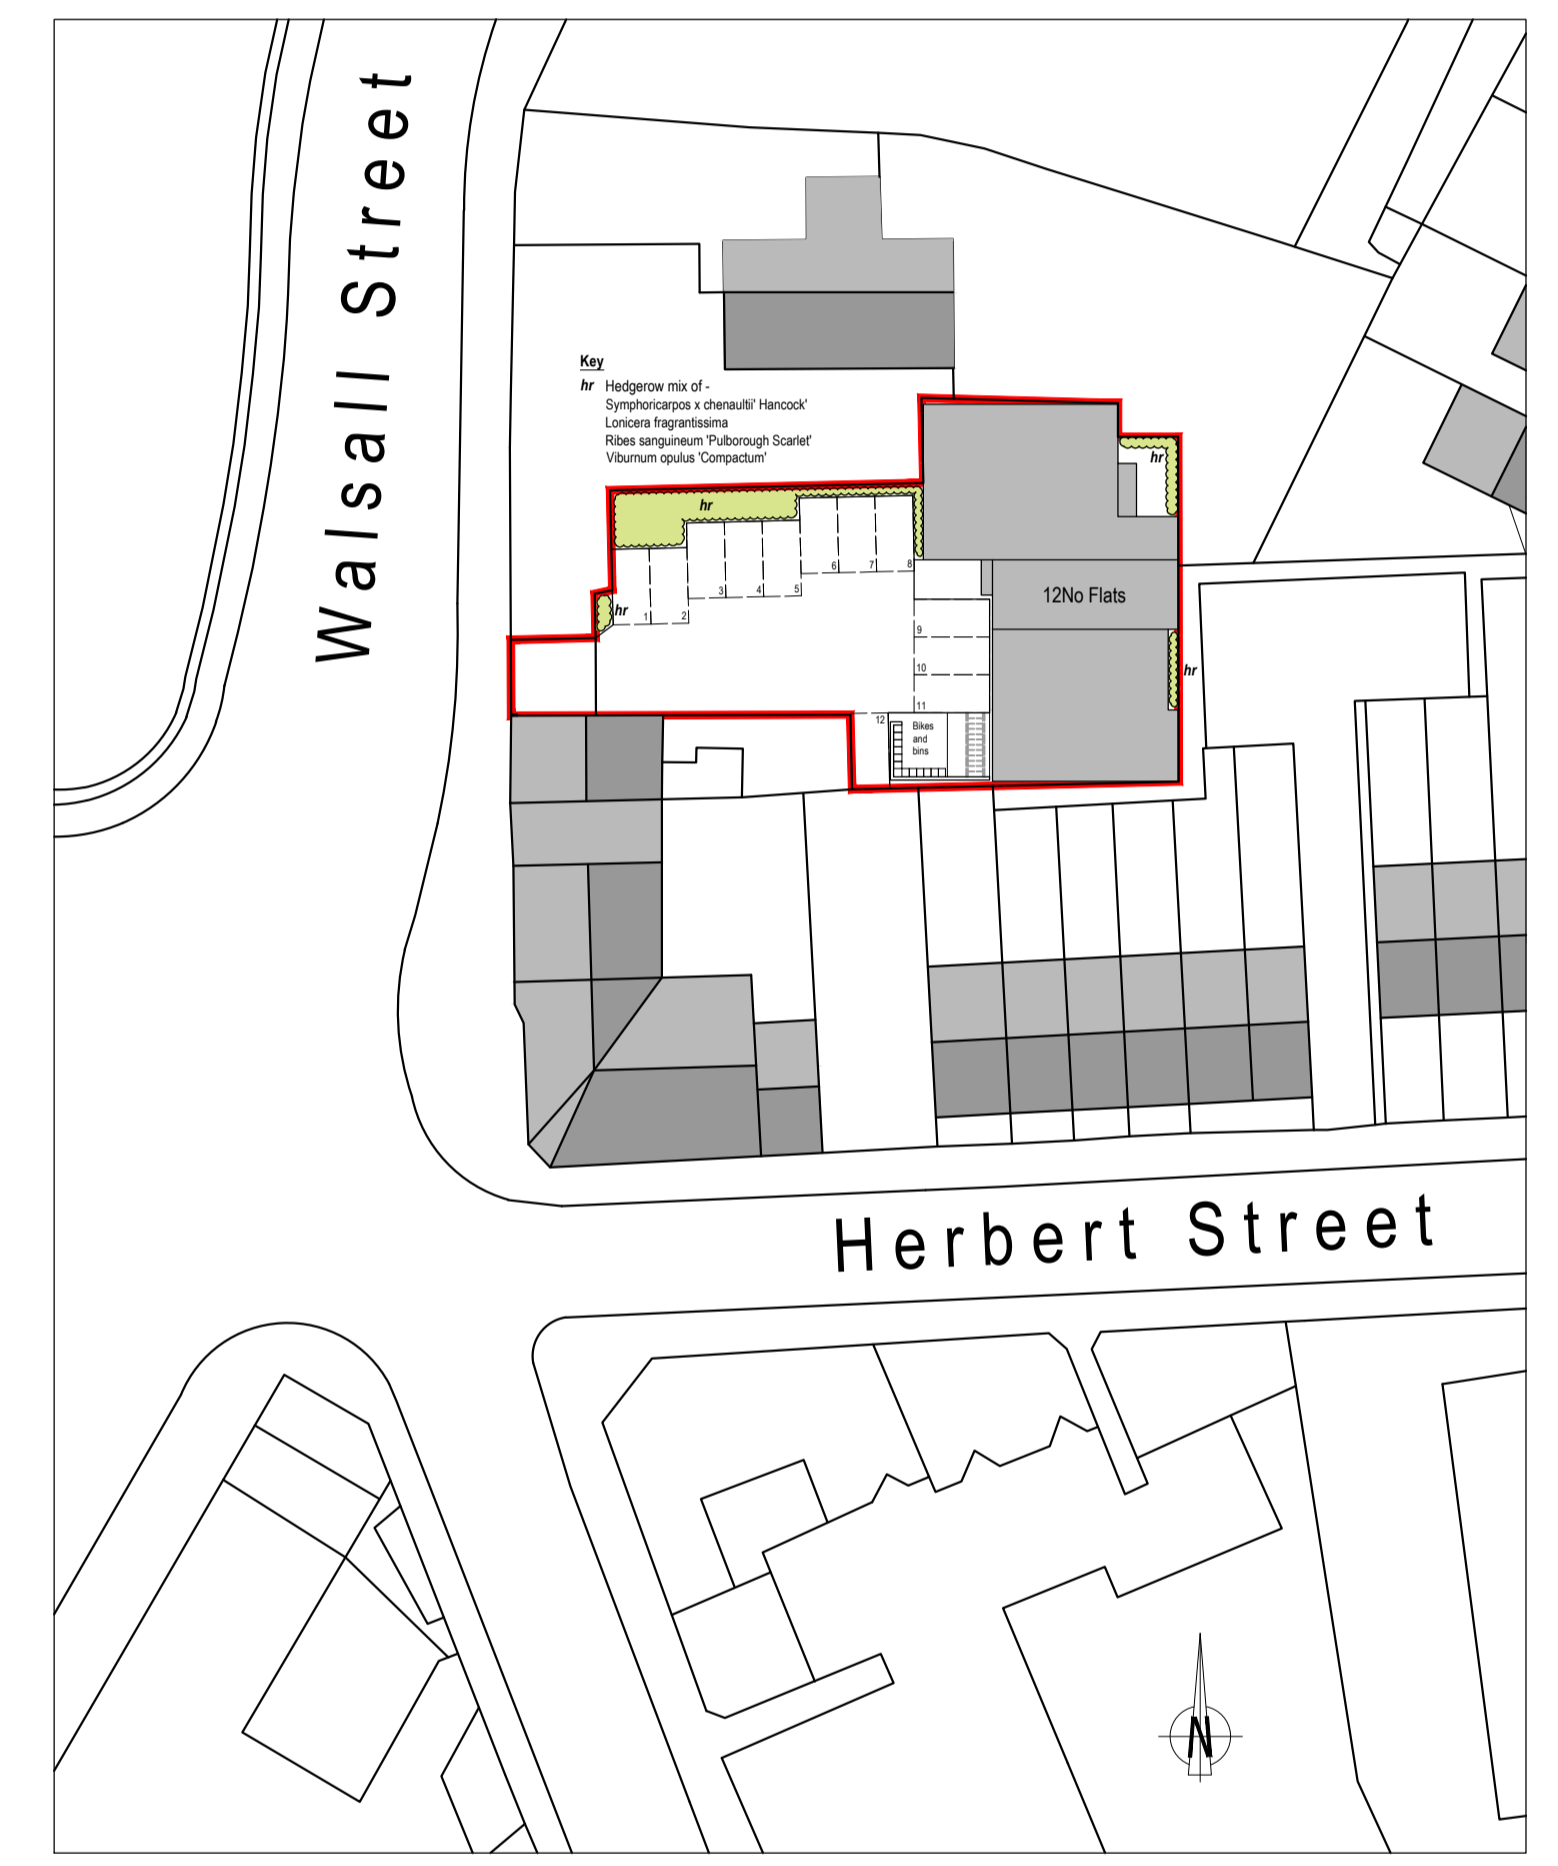 Walsall Street
Key
hr Hedgerow mix of -
Symphoricarpos x chenaultii' Hancock'
Lonicera fragrantissima
Ribes sanguineum 'Pulborough Scarlet'
Viburnum opulus 'Compactum'
hr
hr
hr
hr
1
2
3
4
5
6
7
8
9
10
11
12
12No Flats
Bikes
and
bins
Herbert Street
N